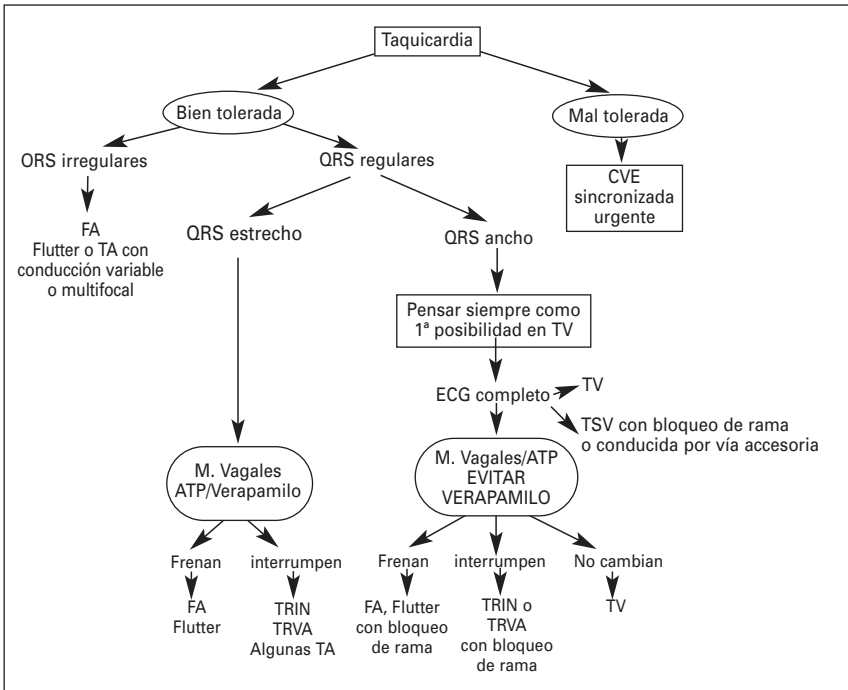 Taquicardia
Bien tolerada
Mal tolerada
ORS irregulares
QRS regulares
CVE
sincronizada
urgente
FA
Flutter o TA con
conducción variable
o multifocal
QRS estrecho
QRS ancho
Pensar siempre como
1ª posibilidad en TV
ECG completo
TV
TSV con bloqueo de rama
o conducida por vía accesoria
M. Vagales
ATP/Verapamilo
M. Vagales/ATP
EVITAR
VERAPAMILO
Frenan
interrumpen
Frenan
interrumpen
No cambian
FA
Flutter
TRIN
TRVA
Algunas TA
FA, Flutter
con bloqueo
de rama
TRIN o
TRVA
con bloqueo
de rama
TV